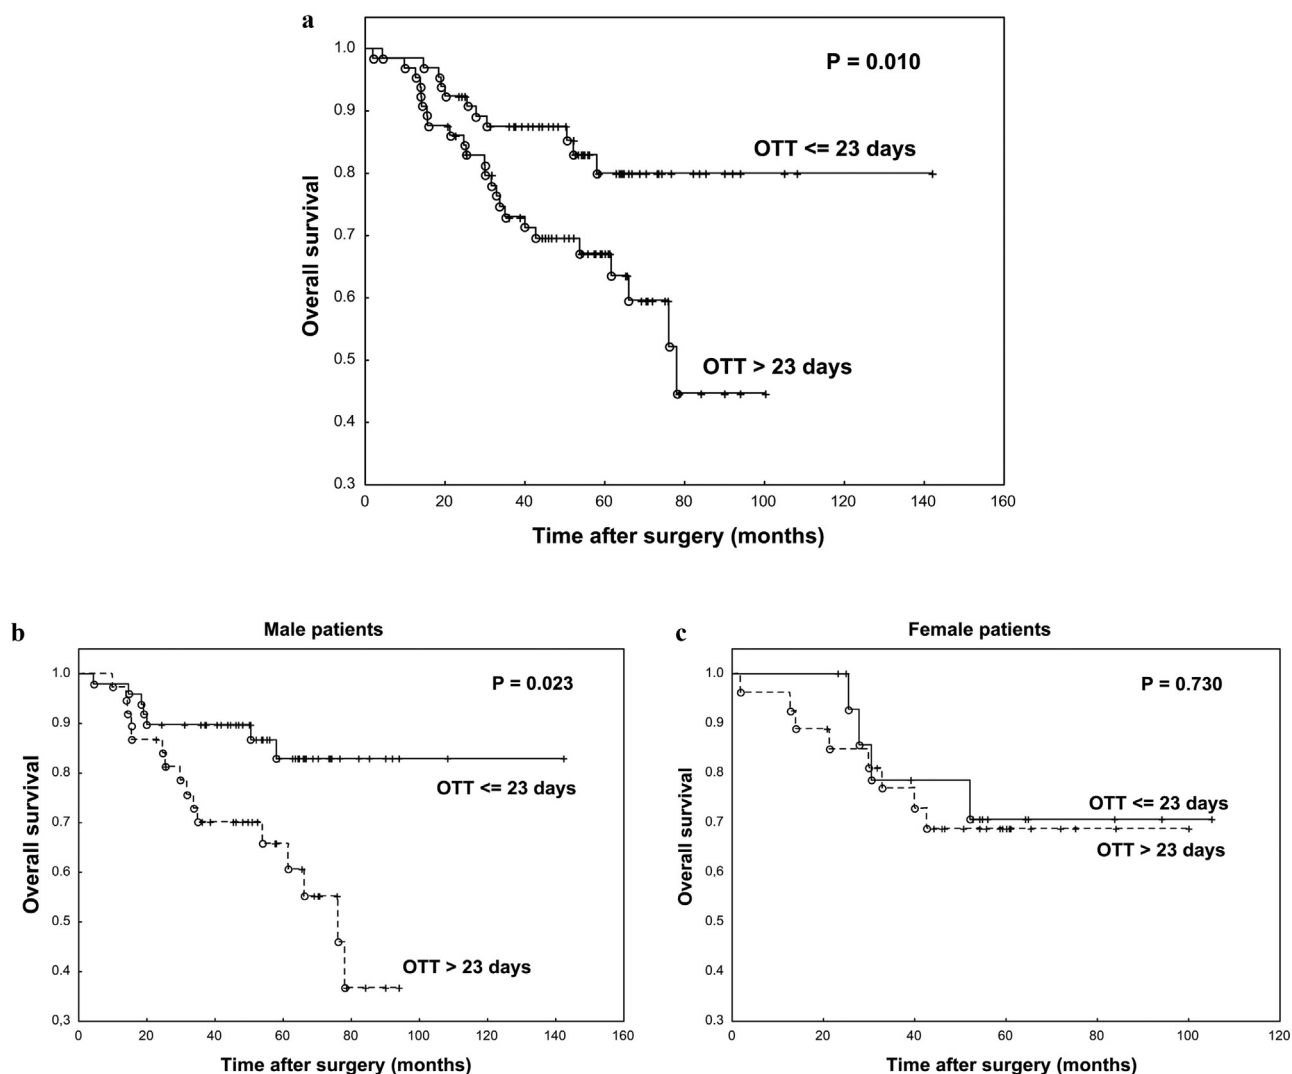 a
P = 0.010
OTT <= 23 days
OTT > 23 days
Overall survival
1.0
0.9
0.8
0.7
0.6
0.5
0.4
0.3
0 20 40 60 80 100 120 140 160
Time after surgery (months)
b
Male patients
P = 0.023
OTT <= 23 days
OTT > 23 days
Overall survival
1.0
0.9
0.8
0.7
0.6
0.5
0.4
0,3
0 20 40 60 80 100 120 140 160
Time after surgery (months)
c
Female patients
P = 0.730
OTT <= 23 days
OTT > 23 days
Overall survival
1.0
0.9
0.8
0.7
0,6
0.5
0.4
0.3
0 20 40 60 80 100 120
Time after surgery (months)